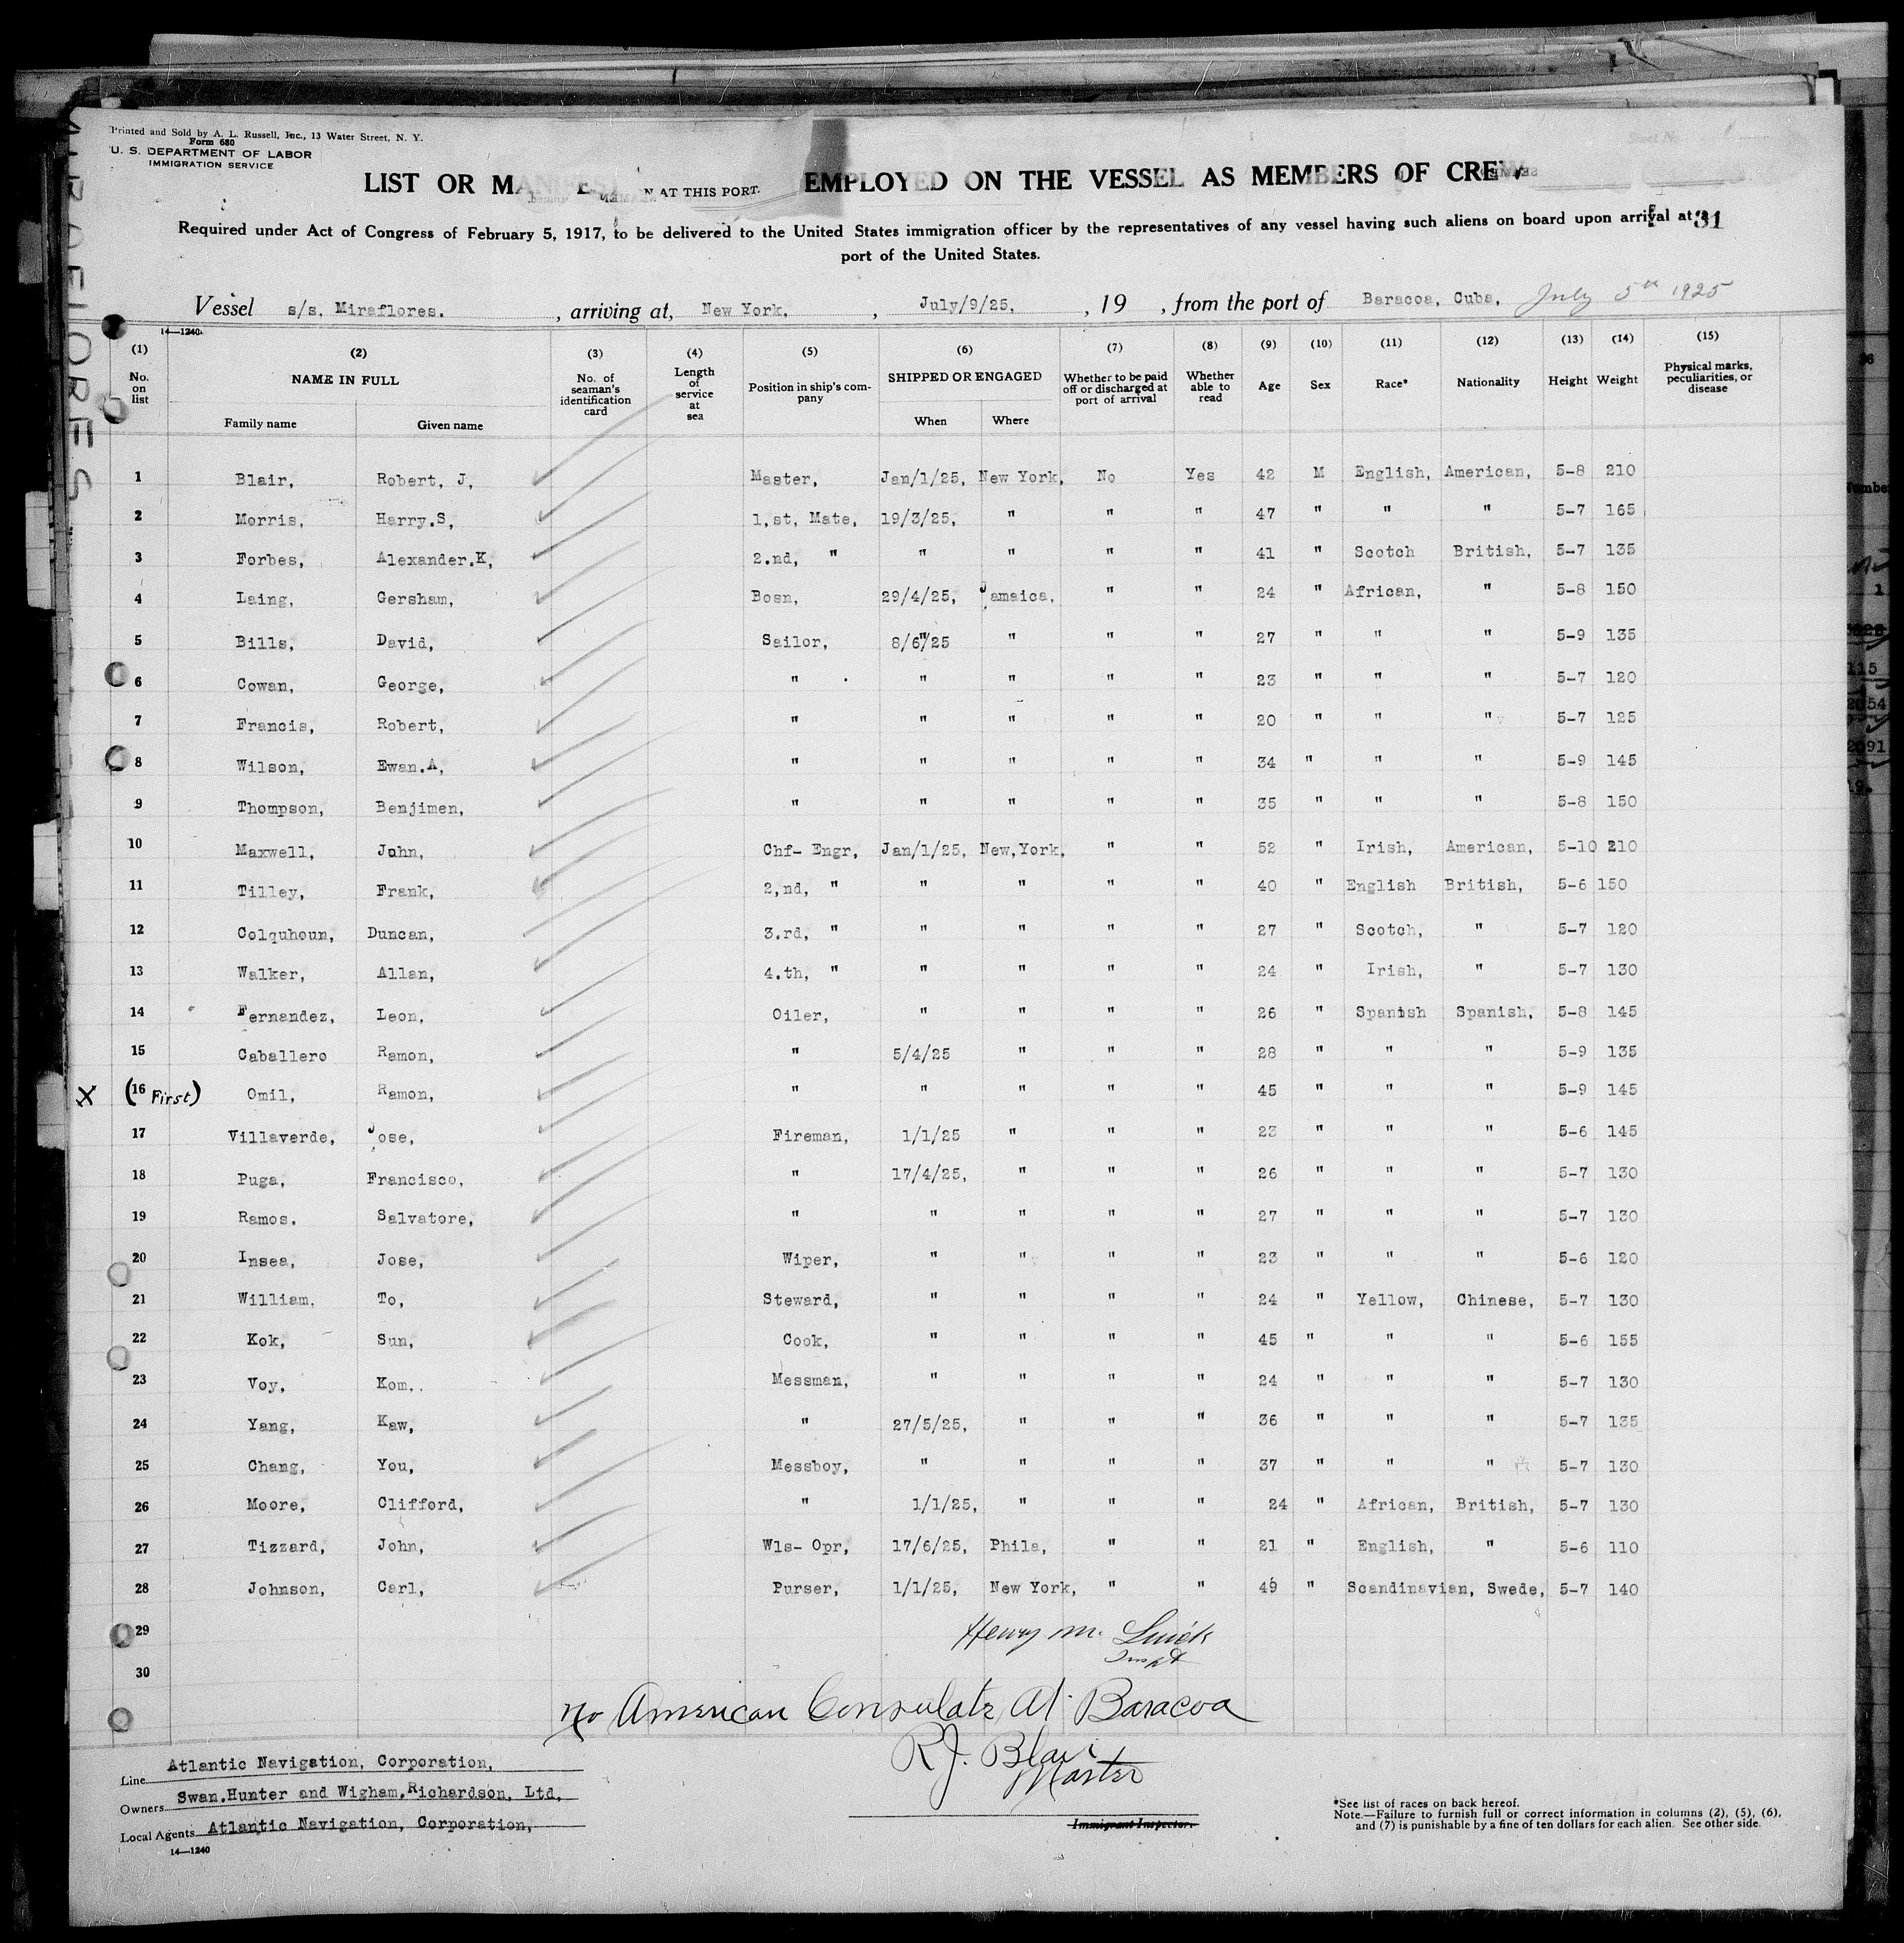 Printed and Sold by A. L. Russell, Inc., 13 Water Street, N. Y.
Form 680
U. S. DEPARTMENT OF LABOR
IMMIGRATION SERVICE
MIRAFLORES
LIST OR MANIFEST EMPLOYED ON THE VESSEL AS MEMBERS OF CREW
AT THIS PORT.
31
Required under Act of Congress of February 5, 1917, to be delivered to the United States immigration officer by the representatives of any vessel having such aliens on board upon arrival at a
port of the United States.
Vessel s/s, Miraflores. , arriving at, New York, , July/9/25, , 19 , from the port of Baracoa, Cuba, July 5th 1925
14—1240
(1) (2) (3) (4) (5) (6) (7) (8) (9) (10) (11) (12) (13) (14) (15)
No. on list NAME IN FULL No. of seaman's identification card Length of service at sea Position in ship's company SHIPPED OR ENGAGED Whether to be paid off or discharged at port of arrival Whether able to read Age Sex Race* Nationality Height Weight Physical marks, peculiarities, or disease
Family name Given name When Where
1 Blair, Robert, J, Master, Jan/1/25, New York, No Yes 42 M English, American, 5-8 210
2 Morris, Harry.S, 1,st, Mate, 19/3/25, " " " 47 " " " 5-7 165
3 Forbes, Alexander.K, 2.nd, " " " " " 41 " Scotch British, 5-7 135
4 Laing, Gersham, Bosn, 29/4/25, Jamaica, " " 24 " African, " 5-8 150
5 Bills, David, Sailor, 8/6/25 " " " 27 " " " 5-9 135
6 Cowan, George, " " " " " 23 " " " 5-7 120
7 Francis, Robert, " " " " " 20 " " " 5-7 125
8 Wilson, Ewan.A, " " " " " 34 " " " 5-9 145
9 Thompson, Benjimen, " " " " " 35 " " " 5-8 150
10 Maxwell, John, Chf- Engr, Jan/1/25, New,York, " " 52 " Irish, American, 5-10 210
11 Tilley, Frank, 2,nd, " " " " " 40 " English British, 5-6 150
12 Colquhoun, Duncan, 3.rd, " " " " " 27 " Scotch, " 5-7 120
13 Walker, Allan, 4.th, " " " " " 24 " Irish, " 5-7 130
14 Fernandez, Leon, Oiler, " " " " 26 " Spanish Spanish, 5-8 145
15 Caballero Ramon, " 5/4/25 " " " 28 " " " 5-9 135
X (16 First) Omil, Ramon, " " " " " 45 " " " 5-9 145
17 Villaverde, Jose, Fireman, 1/1/25 " " " 23 " " " 5-6 145
18 Puga, Francisco, " 17/4/25, " " " 26 " " " 5-7 130
19 Ramos. Salvatore, " " " " " 27 " " " 5-7 130
20 Insea, Jose, Wiper, " " " " 23 " " " 5-6 120
21 William, To, Steward, " " " " 24 " Yellow, Chinese, 5-7 130
22 Kok, Sun, Cook, " " " " 45 " " " 5-6 155
23 Voy, Kom,. Messman, " " " " 24 " " " 5-7 130
24 Yang, Kaw, " 27/5/25, " " " 36 " " " 5-7 135
25 Chang, You, Messboy, " " " " 37 " " " 5-7 130
26 Moore, Clifford, " 1/1/25, " " " 24 " African, British, 5-7 130
27 Tizzard, John, Wls- Opr, 17/6/25, Phila, " " 21 " English, " 5-6 110
28 Johnson, Carl, Purser, 1/1/25, New York, " " 49 " Scandinavian, Swede, 5-7 140
29
30
Henry M.
Inspt
No American Consulate At Baracoa
R.J. Blair
Master
Line Atlantic Navigation, Corporation,
Owners Swan.Hunter and Wigham.Richardson, Ltd,
Local Agents Atlantic Navigation, Corporation,
14—1240
Immigrant Inspector.
*See list of races on back hereof.
Note.—Failure to furnish full or correct information in columns (2), (5), (6),
and (7) is punishable by a fine of ten dollars for each alien. See other side.